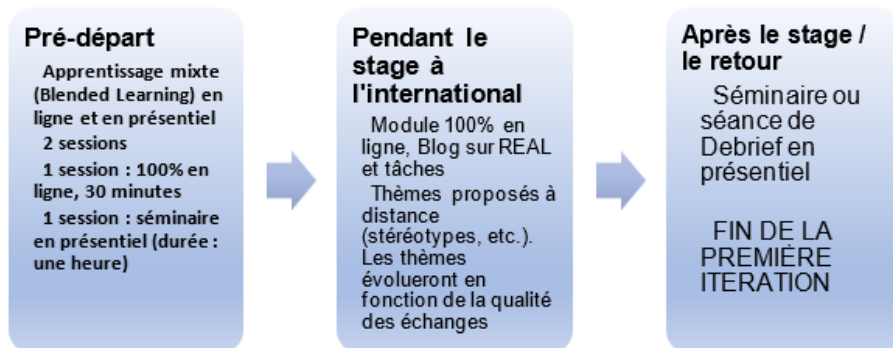 Pré-départ
Apprentissage mixte
(Blended Learning) en
ligne et en présentiel
2 sessions
1 session : 100% en
ligne, 30 minutes
1 session : séminaire
en présentiel (durée :
une heure)
Pendant le
stage à
l'international
Module 100% en
ligne, Blog sur REAL
et tâches
Thèmes proposés à
distance
(stéréotypes, etc.).
Les thèmes
évolueront en
fonction de la qualité
des échanges
Après le stage /
le retour
Séminaire ou
séance de
Debrief en
présentiel
FIN DE LA
PREMIÈRE
ITERATION